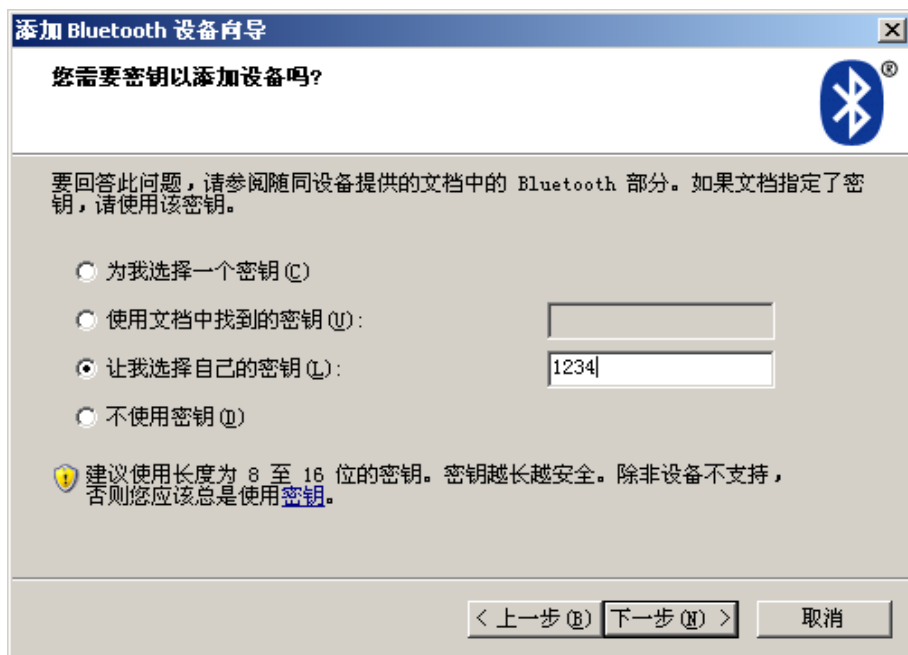 添加 Bluetooth 设备向导
您需要密钥以添加设备吗?
®
要回答此问题，请参阅随同设备提供的文档中的 Bluetooth 部分。如果文档指定了密
钥，请使用该密钥。
为我选择一个密钥(C)
使用文档中找到的密钥(U):
让我选择自己的密钥(L): 1234
不使用密钥(D)
建议使用长度为 8 至 16 位的密钥。密钥越长越安全。除非设备不支持，
否则您应该总是使用密钥。
< 上一步(B) 下一步(N) > 取消